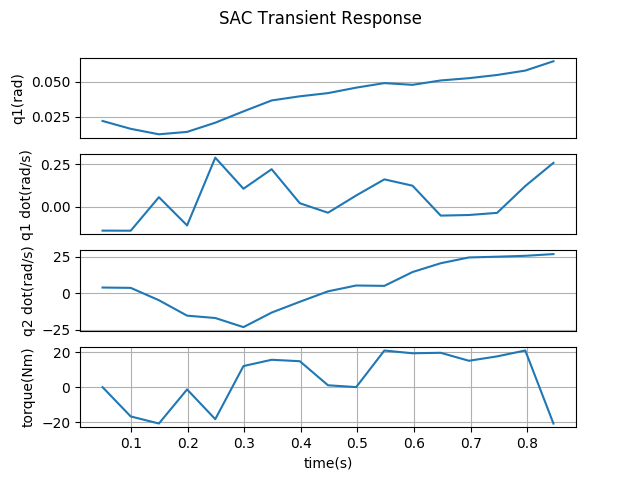 SAC Transient Response
q1(rad)
0.050
0.025
q1 dot(rad/s)
0.25
0.00
q2 dot(rad/s)
25
0
−25
torque(Nm)
20
0
−20
0.1 0.2 0.3 0.4 0.5 0.6 0.7 0.8
time(s)